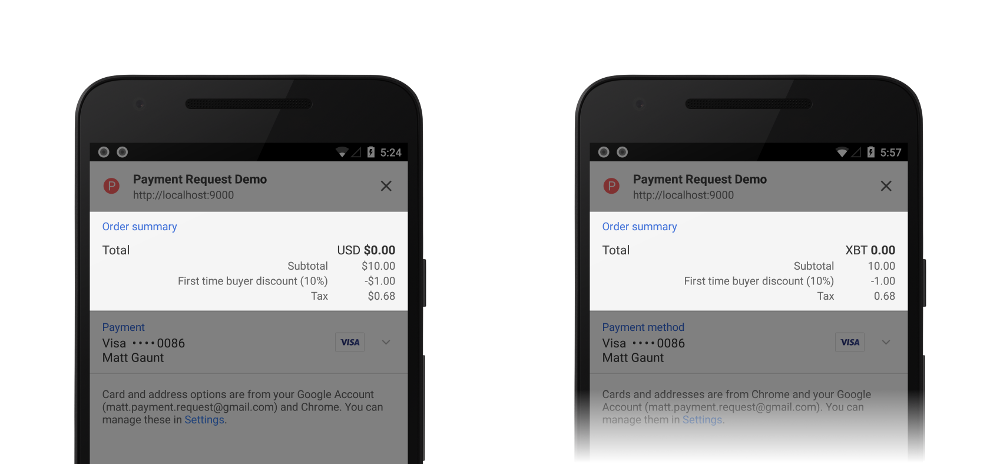 5:24
P
Payment Request Demo
http://localhost:9000
Order summary
Total USD $0.00
Subtotal $10.00
First time buyer discount (10%) -$1.00
Tax $0.68
Payment
Visa ••••0086
VISA
Matt Gaunt
Card and address options are from your Google Account
(matt.payment.request@gmail.com) and Chrome. You can
manage these in Settings.
5:57
P
Payment Request Demo
http://localhost:9000
Order summary
Total XBT 0.00
Subtotal 10.00
First time buyer discount (10%) -1.00
Tax 0.68
Payment method
Visa ••••0086
VISA
Matt Gaunt
Cards and addresses are from Chrome and your Google
Account (matt.payment.request@gmail.com). You can
manage them in Settings.